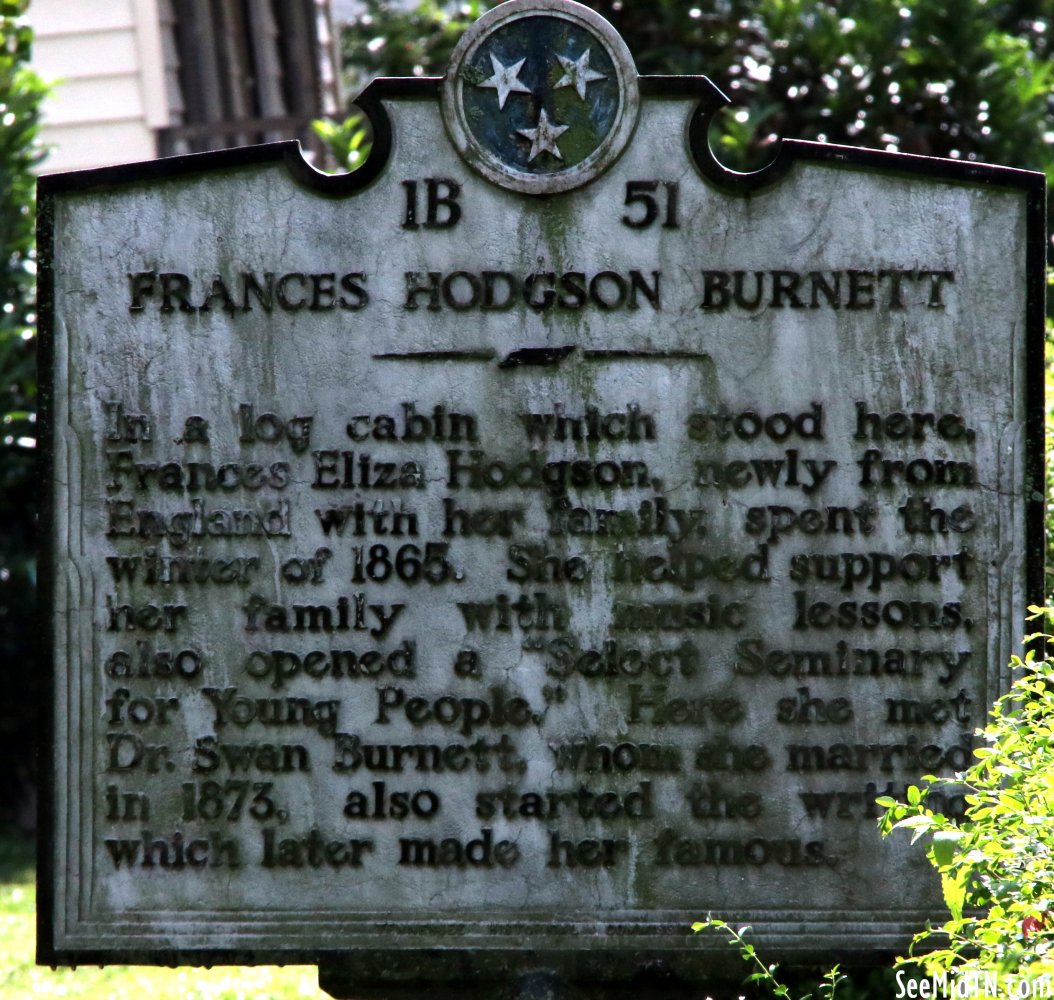 1B 51
FRANCES HODGSON BURNETT
In a log cabin which stood here,
Frances Eliza Hodgson, newly from
England with her family, spent the
winter of 1865. She helped support
her family with music lessons,
also opened a "Select Seminary
for Young People." Here she met
Dr. Swan Burnett, whom she married
in 1873, also started the writing
which later made her famous.
SeeMidTN.com